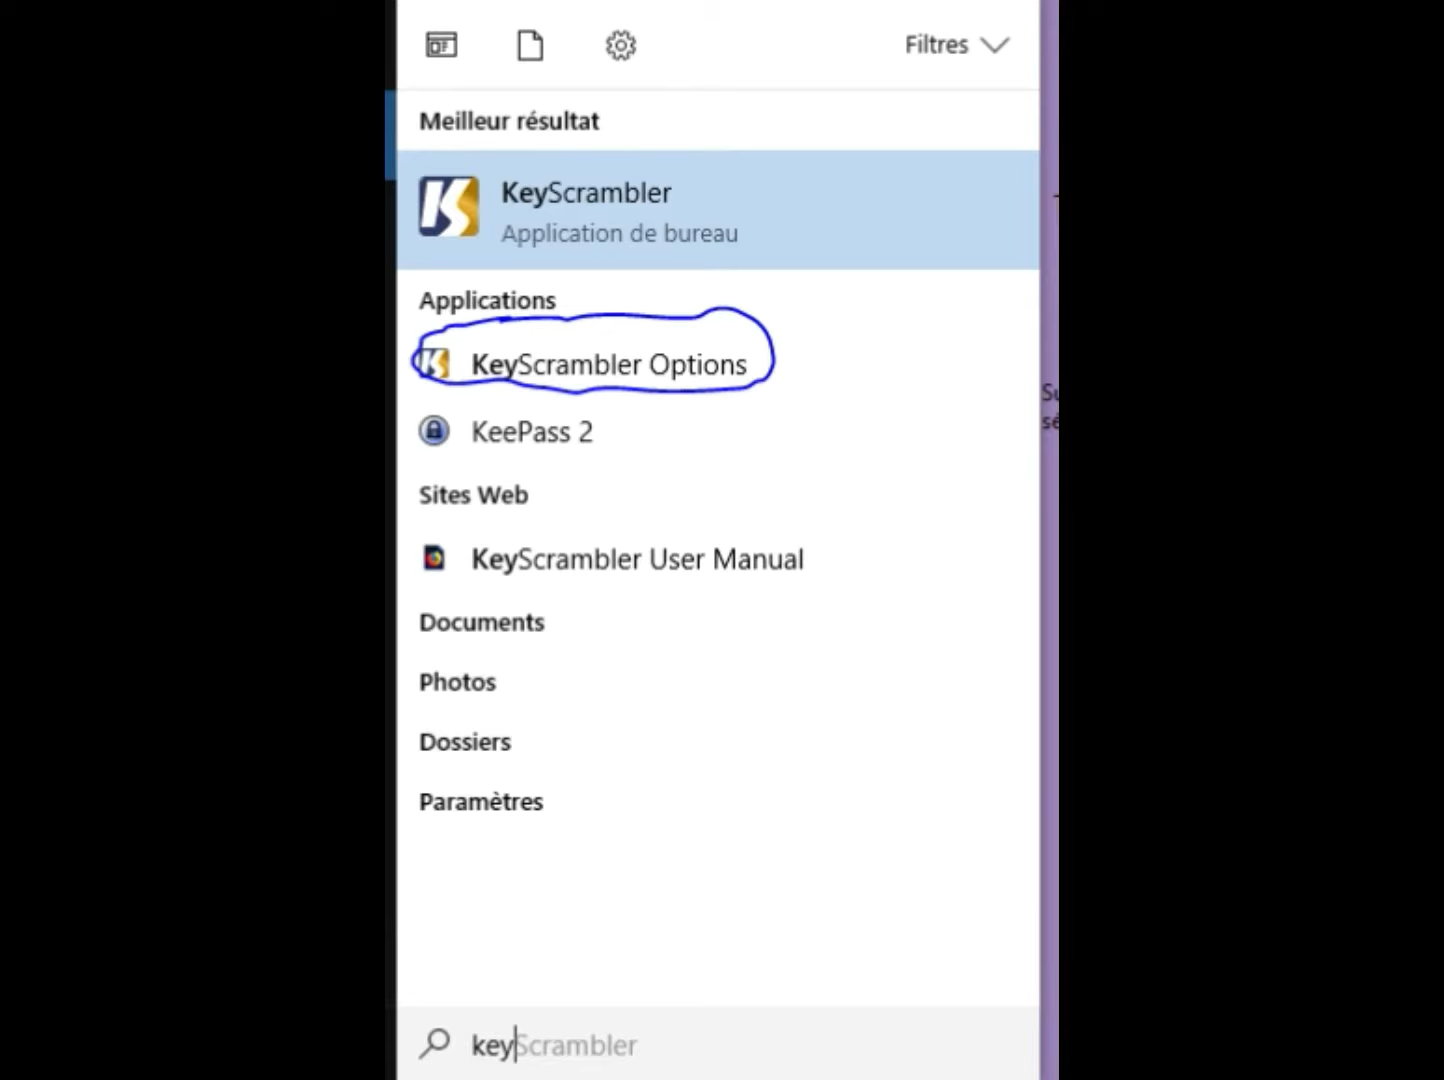 Filtres
Meilleur résultat
KeyScrambler
Application de bureau
Applications
KeyScrambler Options
KeePass 2
Sites Web
KeyScrambler User Manual
Documents
Photos
Dossiers
Paramètres
keyScrambler